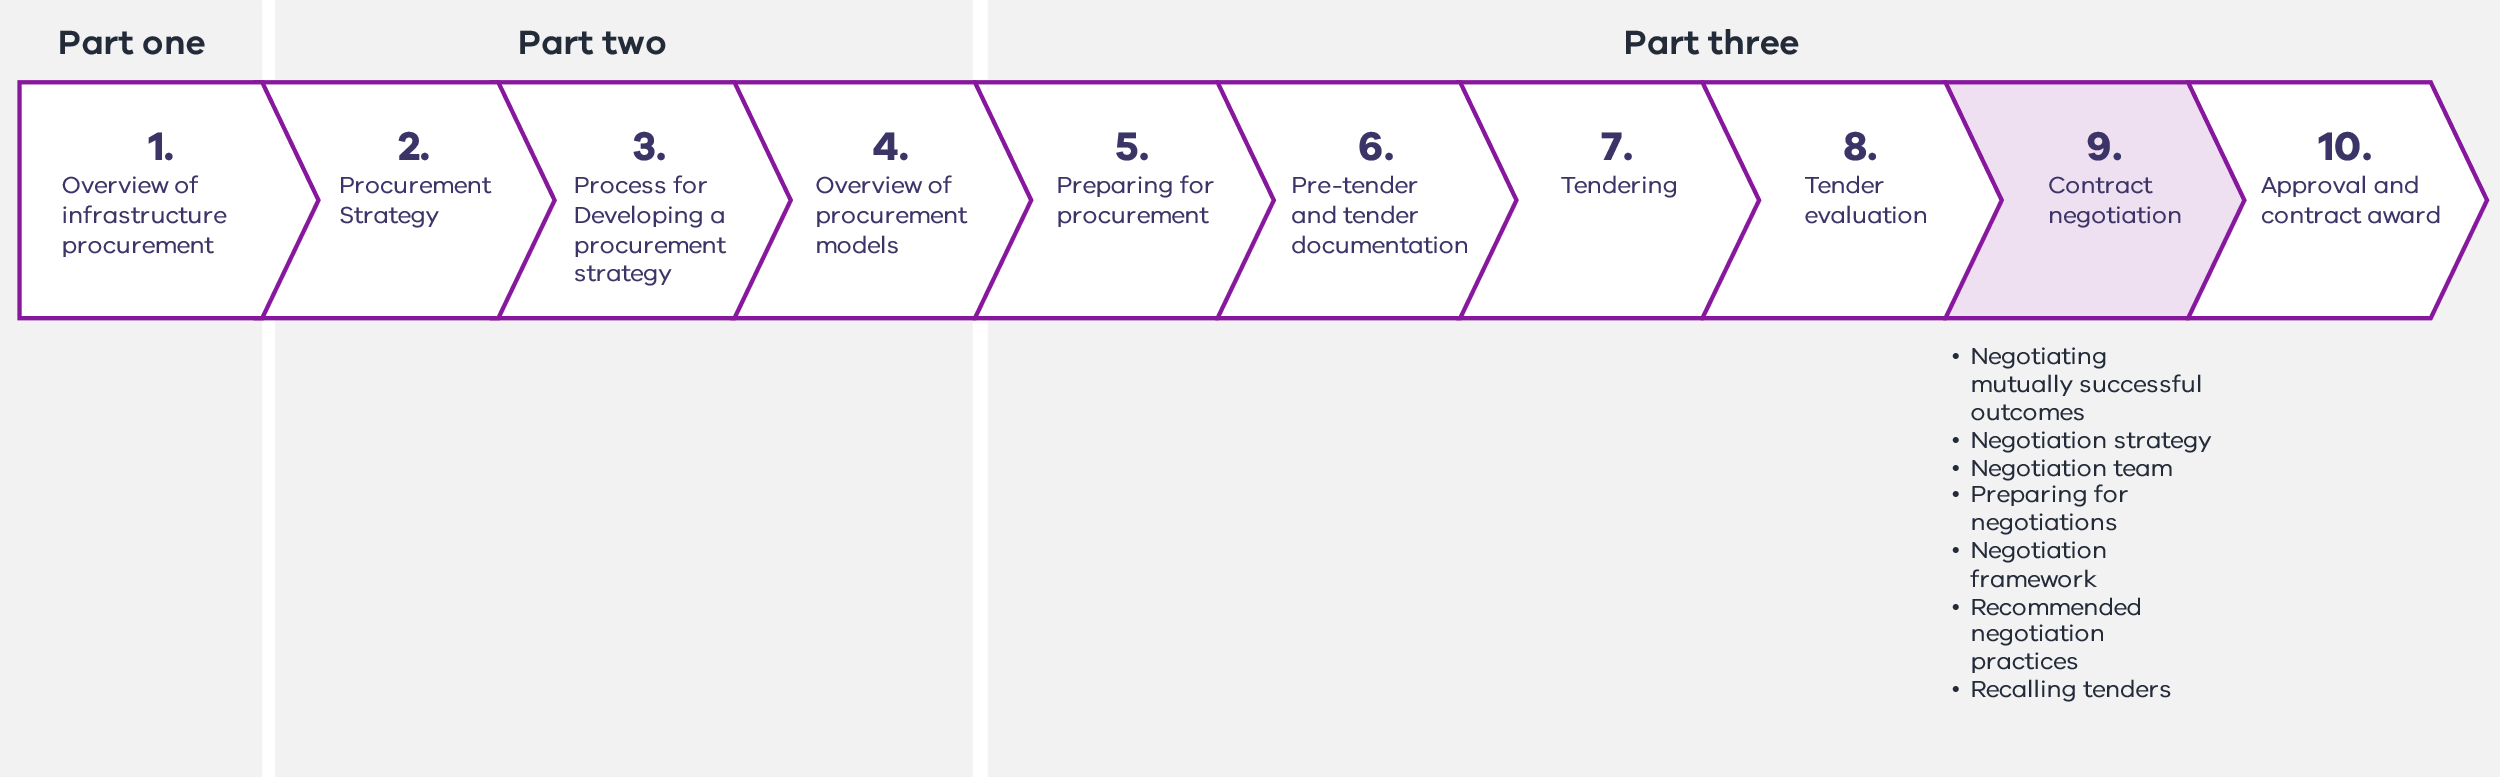 Part one
Part two
Part three
1.
Overview of
infrastructure
procurement
2.
Procurement
Strategy
3.
Process for
Developing a
procurement
strategy
4.
Overview of
procurement
models
5.
Preparing for
procurement
6.
Pre-tender
and tender
documentation
7.
Tendering
8.
Tender
evaluation
9.
Contract
negotiation
10.
Approval and
contract award
• Negotiating
mutually successful
outcomes
• Negotiation strategy
• Negotiation team
• Preparing for
negotiations
• Negotiation
framework
• Recommended
negotiation
practices
• Recalling tenders